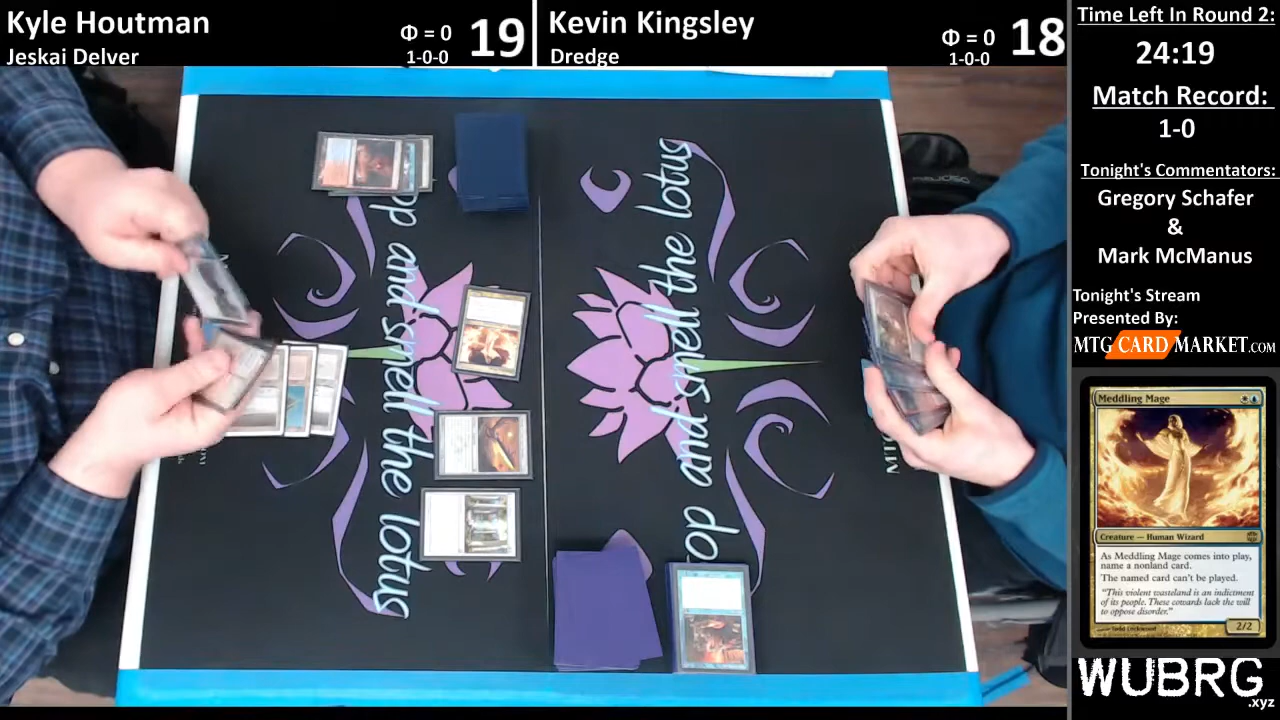 Kyle Houtman
Jeskai Delver
Φ = 0
1-0-0
19
Kevin Kingsley
Dredge
Φ = 0
1-0-0
18
Time Left In Round 2:
24:19
Match Record:
1-0
Tonight's Commentators:
Gregory Schafer
&
Mark McManus
Tonight's Stream
Presented By:
MTG CARD MARKET.COM
Meddling Mage
Creature — Human Wizard
As Meddling Mage comes into play,
name a nonland card.
The named card can't be played.
"This violent wasteland is an indictment
of its people. These cowards lack the will
to oppose disorder."
Todd Lockwood
2/2
WUBRG
.xyz
op and smell the lotus
op and smell the lotus